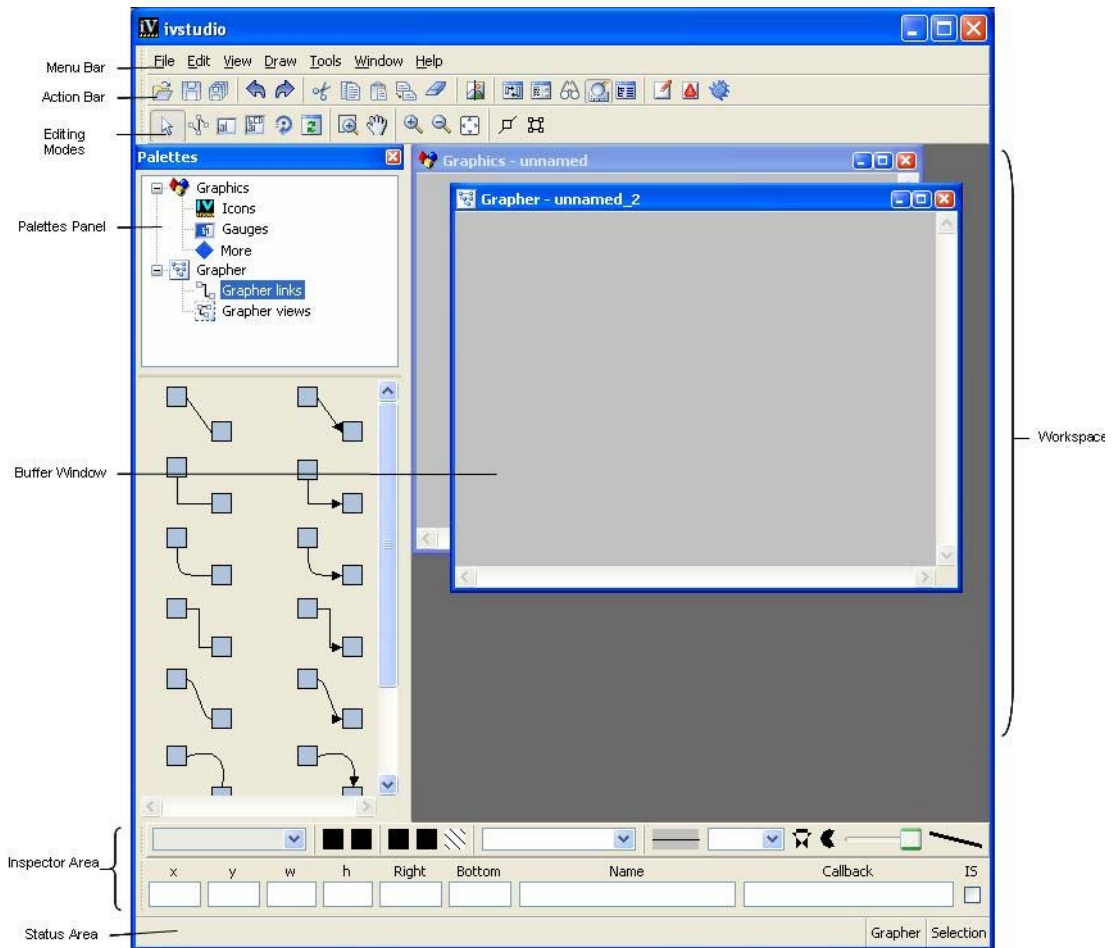 ivstudio
Menu Bar
File Edit View Draw Tools Window Help
Action Bar
Editing
Modes
Palettes
Graphics
Icons
Gauges
More
Grapher
Grapher links
Grapher views
Palettes Panel
Graphics - unnamed
Grapher - unnamed_2
Workspace
Buffer Window
Inspector Area
x y w h Right Bottom Name Callback IS
Status Area
Grapher Selection